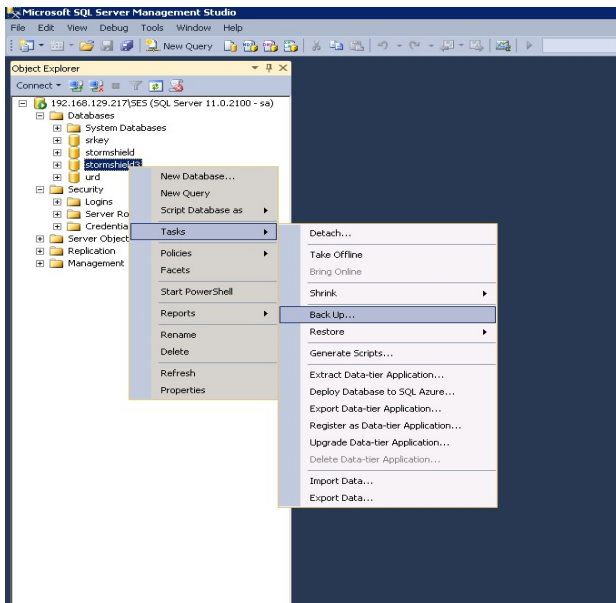 Microsoft SQL Server Management Studio
File Edit View Debug Tools Window Help
New Query
Object Explorer
Connect
192.168.129.217\SES (SQL Server 11.0.2100 - sa)
Databases
System Databases
srkey
stormshield
stormshield3
urd
Security
Logins
Server Ro
Credentia
Server Object
Replication
Management
New Database...
New Query
Script Database as
Tasks
Policies
Facets
Start PowerShell
Reports
Rename
Delete
Refresh
Properties
Detach...
Take Offline
Bring Online
Shrink
Back Up...
Restore
Generate Scripts...
Extract Data-tier Application...
Deploy Database to SQL Azure...
Export Data-tier Application...
Register as Data-tier Application...
Upgrade Data-tier Application...
Delete Data-tier Application...
Import Data...
Export Data...